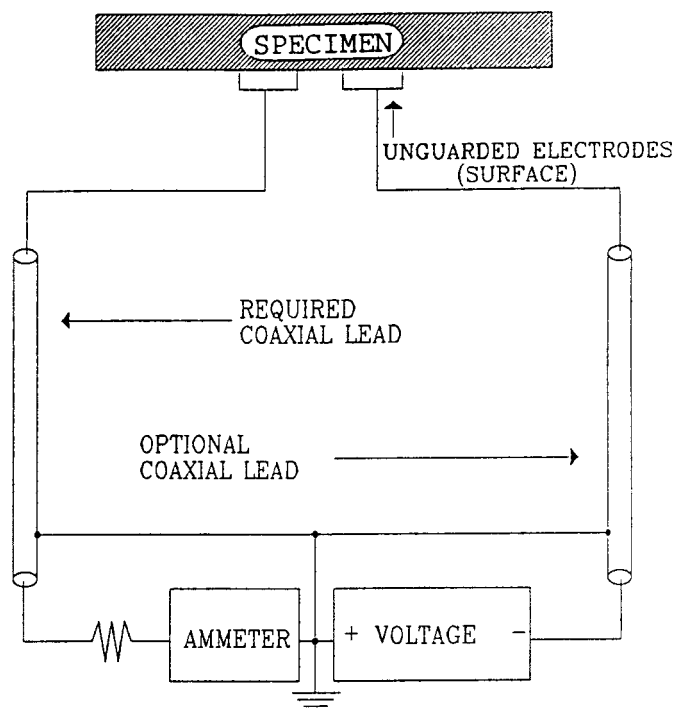 SPECIMEN
UNGUARDED ELECTRODES
(SURFACE)
REQUIRED
COAXIAL LEAD
OPTIONAL
COAXIAL LEAD
AMMETER
+ VOLTAGE -